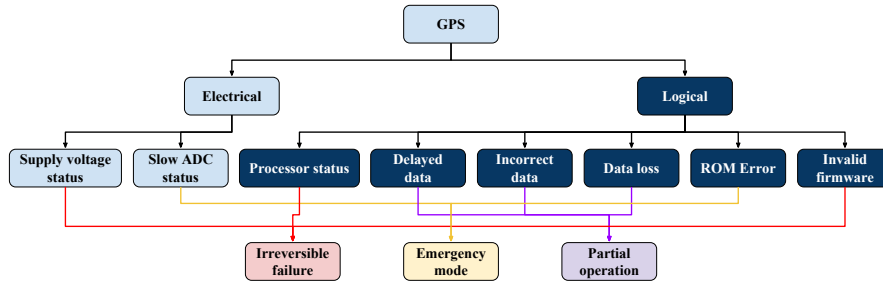 GPS
Electrical
Logical
Supply voltage
status
Slow ADC
status
Processor status
Delayed
data
Incorrect
data
Data loss
ROM Error
Invalid
firmware
Irreversible
failure
Emergency
mode
Partial
operation